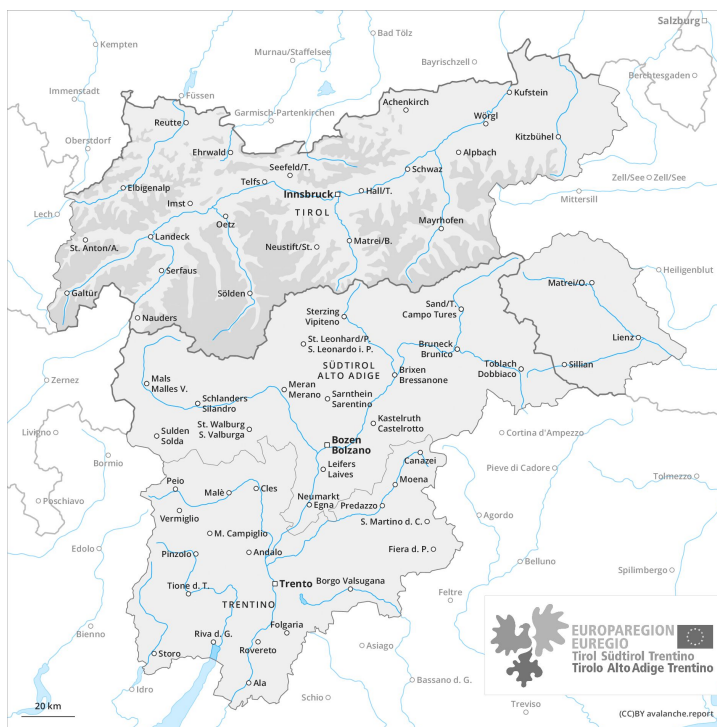 Salzburg
Kempten
Bad Tölz
Murnau/Staffelsee
Bayrischzell
Berchtesgaden
Immenstadt
Füssen
Kufstein
Achenkirch
Garmisch-Partenkirchen
Reutte
Wörgl
Kitzbühel
Oberstdorf
Ehrwald
Alpbach
Seefeld/T.
Schwaz
Zell/See
Zell/See
Telfs
Elbigenalp
Innsbruck
Hall/T.
Mittersill
Imst
TIROL
Lech
Oetz
Mayrhofen
Landeck
St. Anton/A.
Neustift/St.
Matrei/B.
Serfaus
Heiligenblut
Matrei/O.
Galtür
Sölden
Sand/T.
Campo Tures
Nauders
Sterzing
Vipiteno
Lienz
St. Leonhard/P.
S. Leonardo i. P.
Bruneck
Brunico
Toblach
Dobbiaco
Sillian
SÜDTIROL
ALTO ADIGE
Brixen
Bressanone
Zernez
Mals
Malles V.
Meran
Merano
Sarnthein
Sarentino
Schlanders
Silandro
St. Walburg
S. Valburga
Kastelruth
Castelrotto
Livigno
Sulden
Solda
Cortina d'Ampezzo
Bozen
Bolzano
Bormio
Canazei
Leifers
Laives
Pieve di Cadore
Tolmezzo
Peio
Malè
Cles
Moena
Poschiavo
Neumarkt
Egna
Predazzo
Vermiglio
S. Martino d. C.
Agordo
M. Campiglio
Edolo
Pinzolo
Andalo
Fiera d. P.
Belluno
Spilimbergo
Tione d. T.
Trento
Borgo Valsugana
Feltre
TRENTINO
Folgaria
Bienno
Riva d. G.
Rovereto
Asiago
Storo
Bassano d. G.
Idro
Ala
Schio
Treviso
EUROPAREGION
EUREGIO
Tirol Südtirol Trentino
Tirolo Alto Adige Trentino
20 km
(CC)BY avalanche.report